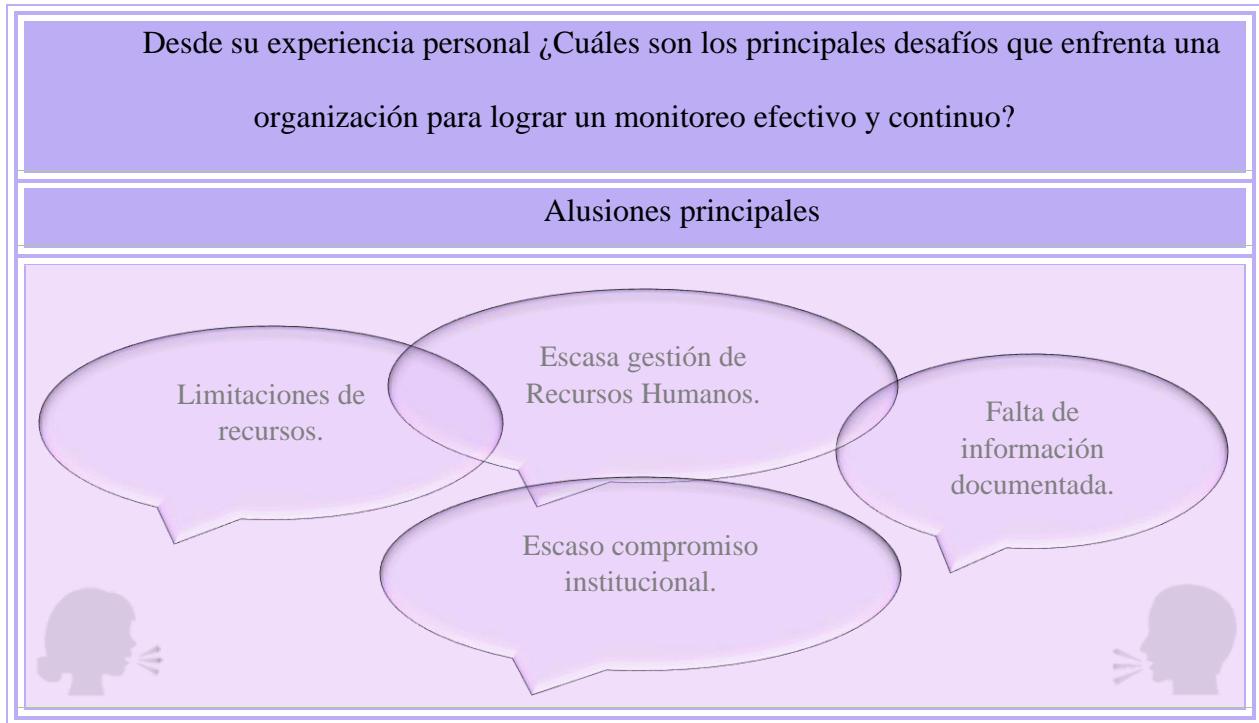 Desde su experiencia personal ¿Cuáles son los principales desafíos que enfrenta una
organización para lograr un monitoreo efectivo y continuo?
Alusiones principales
Limitaciones de
recursos.
Escasa gestión de
Recursos Humanos.
Falta de
información
documentada.
Escaso compromiso
institucional.